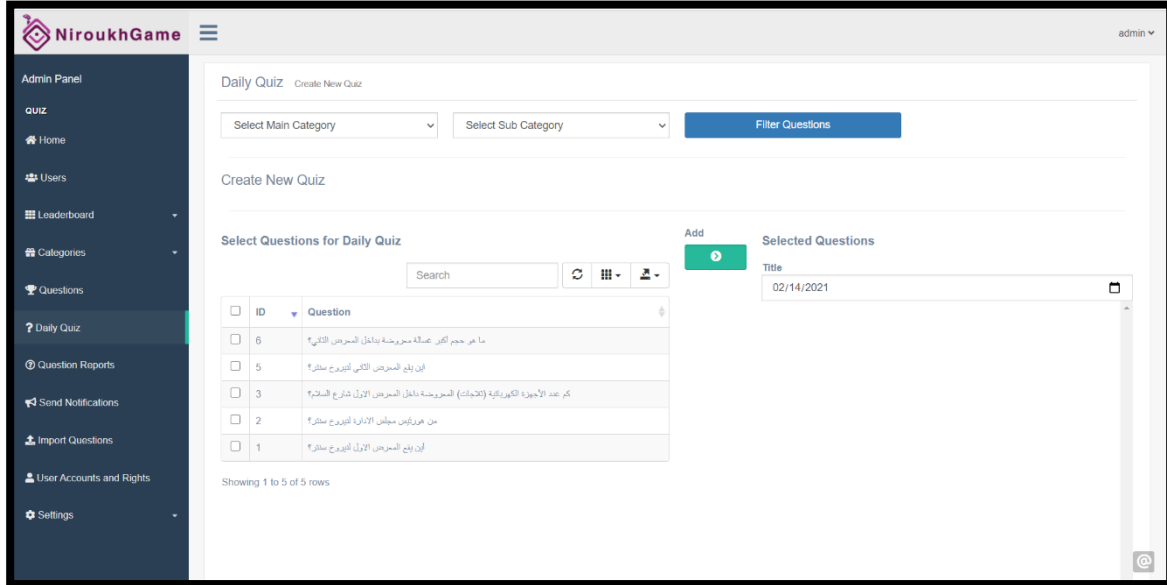 NiroukhGame
admin
Admin Panel
QUIZ
Home
Users
Leaderboard
Categories
Questions
? Daily Quiz
Question Reports
Send Notifications
Import Questions
User Accounts and Rights
Settings
Daily Quiz Create New Quiz
Select Main Category Select Sub Category Filter Questions
Create New Quiz
Select Questions for Daily Quiz
Search
ID Question
6 ما هو حجم أكبر غسالة معروضة بداخل المعرض الثاني؟
5 اين يقع المعرض الثاني لنيروخ سنتر؟
3 كم عدد الأجهزة الكهربائية (ثلاجات) المعروضة داخل المعرض الاول شارع السلام؟
2 من هورئيس مجلس الادارة لنيروخ سنتر؟
1 أين يقع المعرض الاول لنيروخ سنتر؟
Showing 1 to 5 of 5 rows
Add
Selected Questions
Title
02/14/2021
@